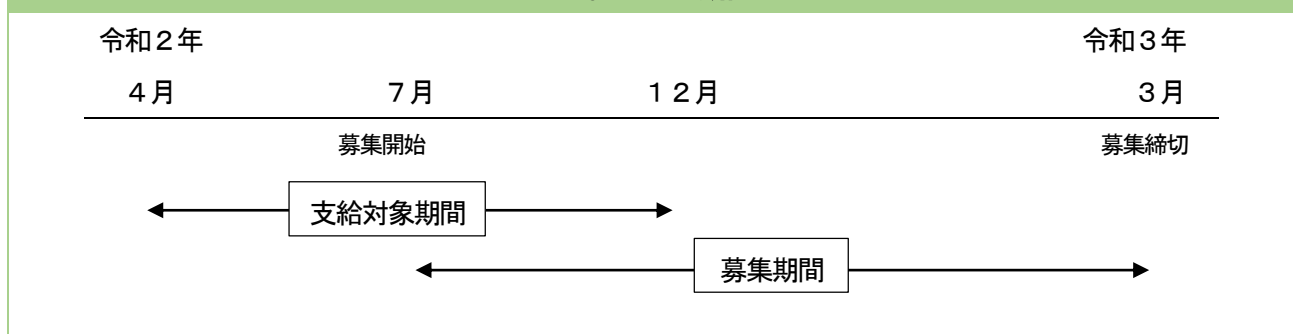 令和２年 令和３年
４月 ７月 １２月 ３月
募集開始 募集締切
支給対象期間
募集期間